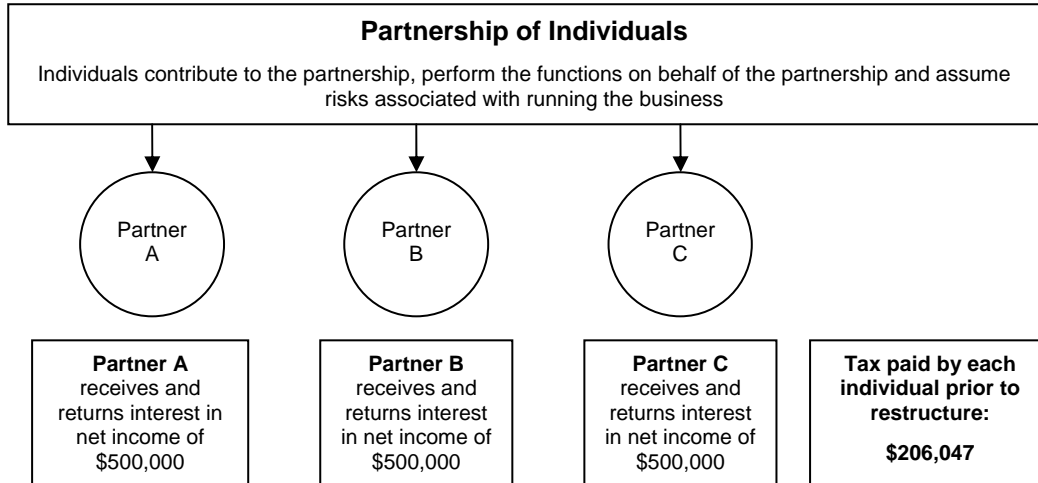 Partnership of Individuals
Individuals contribute to the partnership, perform the functions on behalf of the partnership and assume
risks associated with running the business
Partner
A
Partner
B
Partner
C
Partner A
receives and
returns interest in
net income of
$500,000
Partner B
receives and
returns interest
in net income of
$500,000
Partner C
receives and
returns interest
in net income of
$500,000
Tax paid by each
individual prior to
restructure:
$206,047